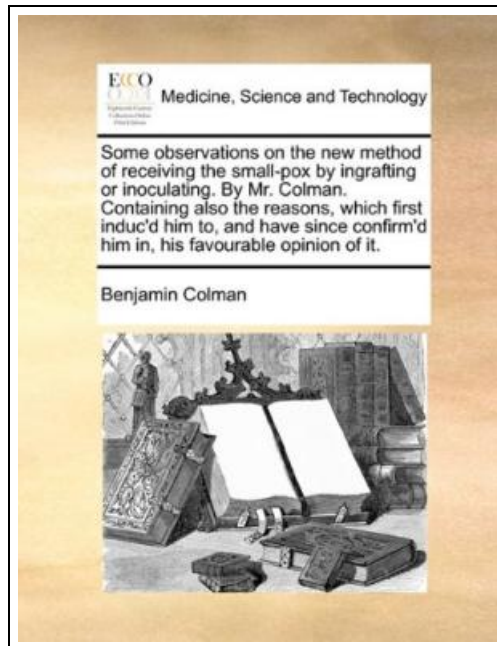 ECCO
Medicine, Science and Technology
Some observations on the new method
of receiving the small-pox by ingrafting
or inoculating. By Mr. Colman.
Containing also the reasons, which first
induc'd him to, and have since confirm'd
him in, his favourable opinion of it.
Benjamin Colman